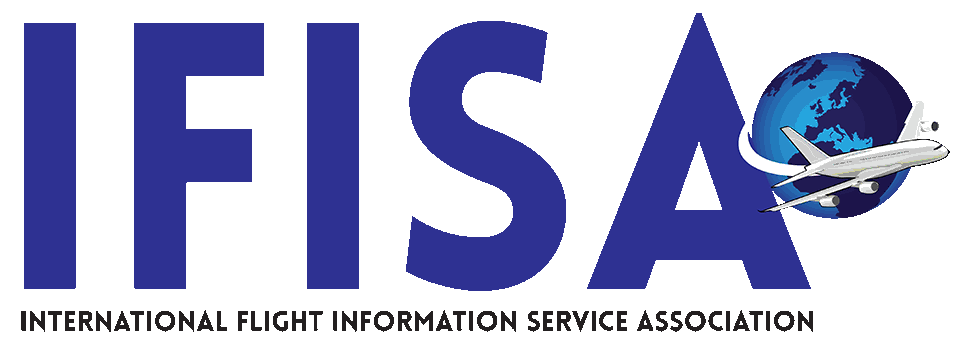 IFISA
INTERNATIONAL FLIGHT INFORMATION SERVICE ASSOCIATION